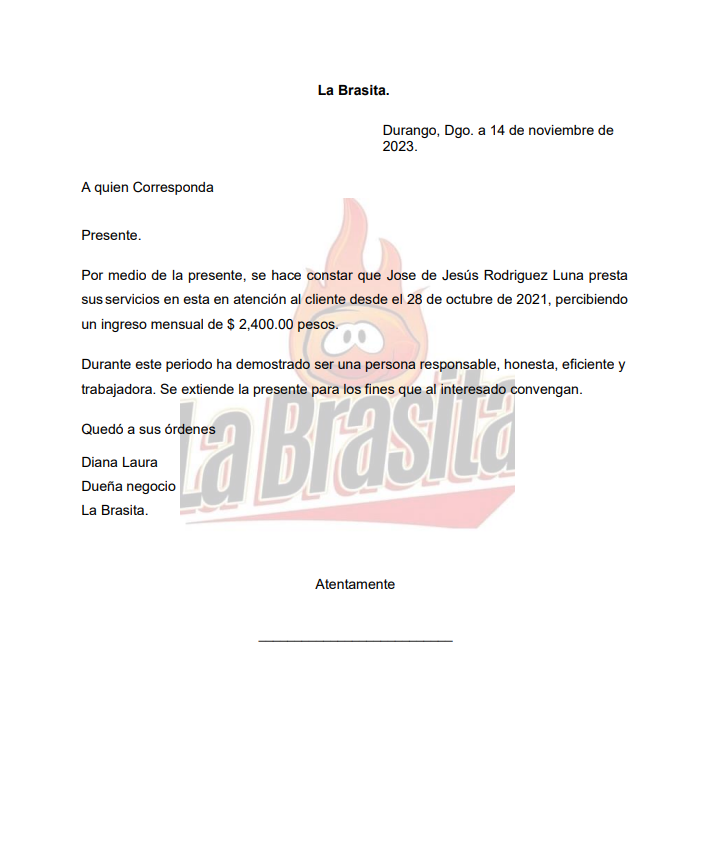 La Brasita.
Durango, Dgo. a 14 de noviembre de
2023.
A quien Corresponda
Presente.
Por medio de la presente, se hace constar que Jose de Jesús Rodriguez Luna presta
sus servicios en esta en atención al cliente desde el 28 de octubre de 2021, percibiendo
un ingreso mensual de $ 2,400.00 pesos.
Durante este periodo ha demostrado ser una persona responsable, honesta, eficiente y
trabajadora. Se extiende la presente para los fines que al interesado convengan.
La Brasita
Quedó a sus órdenes
Diana Laura
Dueña negocio
La Brasita.
Atentamente